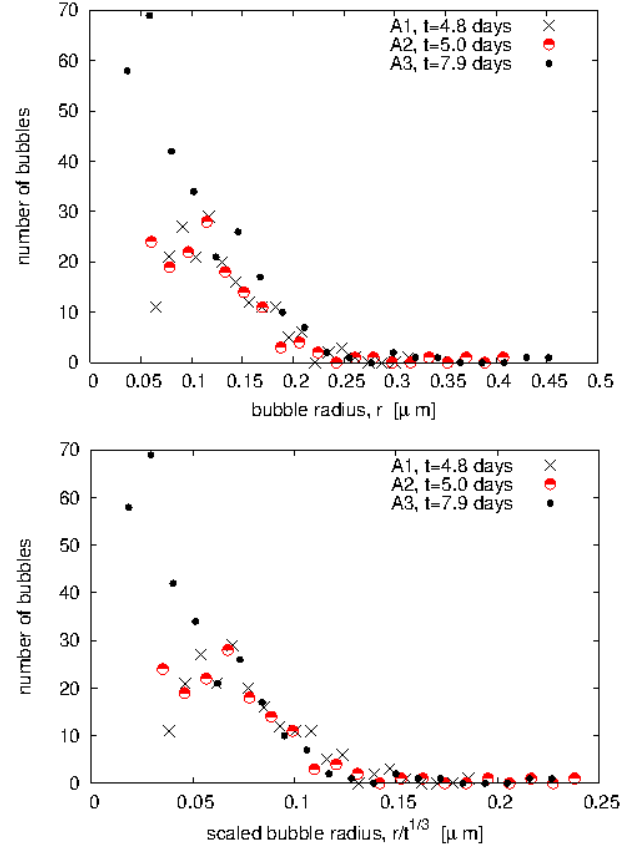 70
60
50
40
30
20
10
0
number of bubbles
A1, t=4.8 days
A2, t=5.0 days
A3, t=7.9 days
0 0.05 0.1 0.15 0.2 0.25 0.3 0.35 0.4 0.45 0.5
bubble radius, r [μ m]
70
60
50
40
30
20
10
0
number of bubbles
A1, t=4.8 days
A2, t=5.0 days
A3, t=7.9 days
0 0.05 0.1 0.15 0.2 0.25
scaled bubble radius, r/t^1/3 [μ m]